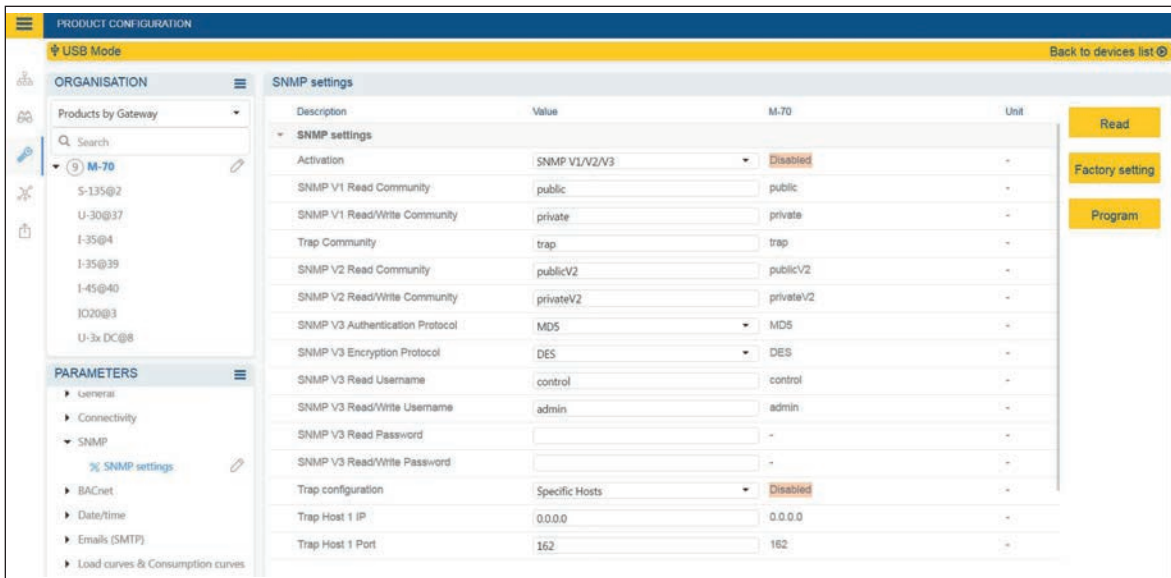 PRODUCT CONFIGURATION
USB Mode
Back to devices list
ORGANISATION
Products by Gateway
Search
9 M-70
S-135@2
U-30@37
I-35@4
I-35@39
I-45@40
IO20@3
U-3x DC@8
PARAMETERS
General
Connectivity
SNMP
SNMP settings
BACnet
Date/time
Emails (SMTP)
Load curves & Consumption curves
SNMP settings
Description Value M-70 Unit
SNMP settings
Activation SNMP V1/V2/V3 Disabled -
SNMP V1 Read Community public public -
SNMP V1 Read/Write Community private private -
Trap Community trap trap -
SNMP V2 Read Community publicV2 publicV2 -
SNMP V2 Read/Write Community privateV2 privateV2 -
SNMP V3 Authentication Protocol MD5 MD5 -
SNMP V3 Encryption Protocol DES DES -
SNMP V3 Read Username control control -
SNMP V3 Read/Write Username admin admin -
SNMP V3 Read Password - -
SNMP V3 Read/Write Password - -
Trap configuration Specific Hosts Disabled -
Trap Host 1 IP 0.0.0.0 0.0.0.0 -
Trap Host 1 Port 162 162 -
Read
Factory setting
Program